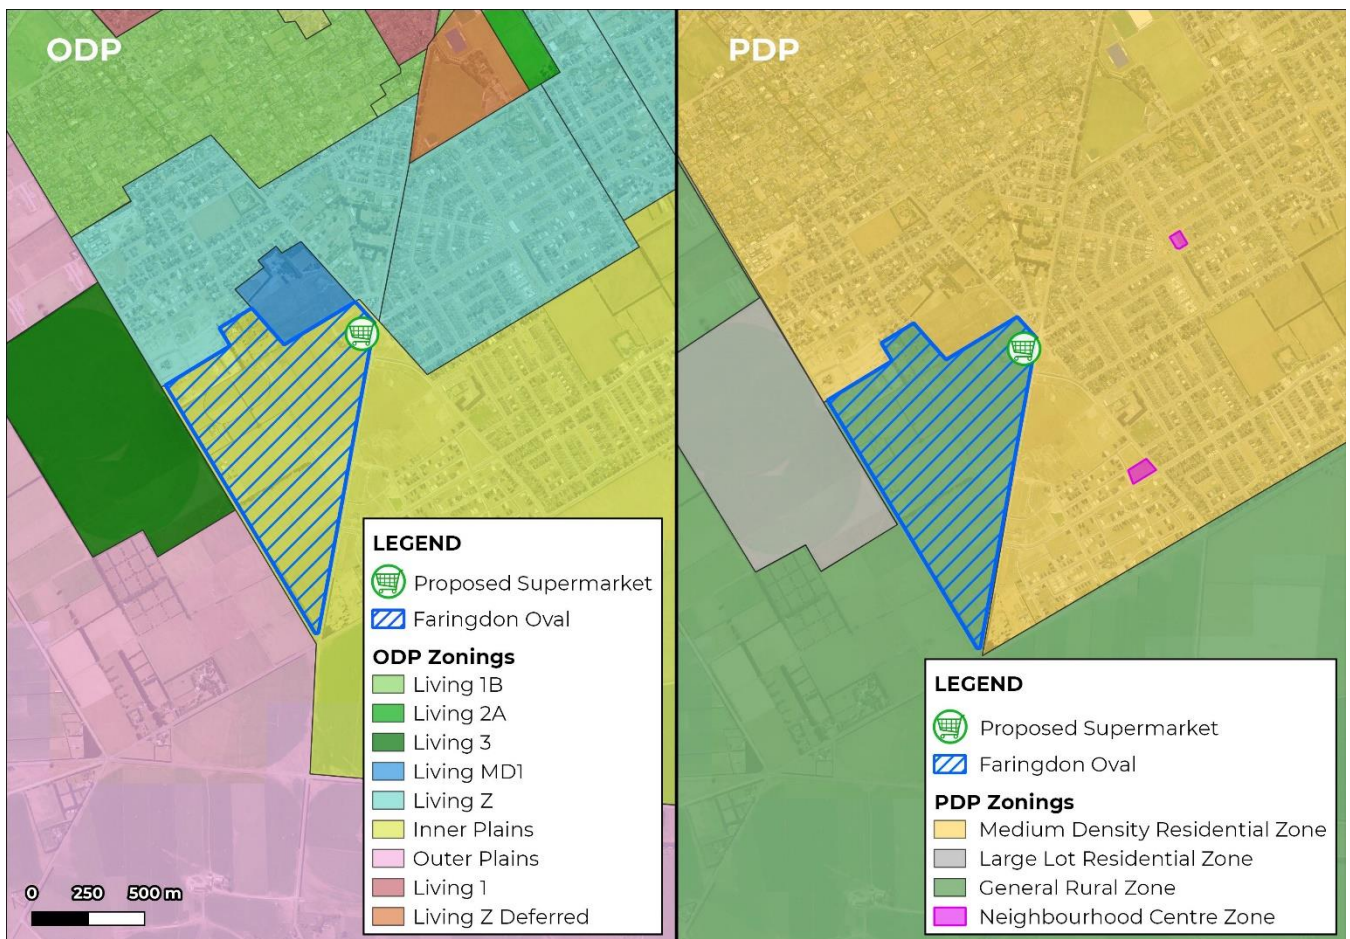 ODP
LEGEND
Proposed Supermarket
Faringdon Oval
ODP Zonings
Living 1B
Living 2A
Living 3
Living MD1
Living Z
Inner Plains
Outer Plains
Living 1
Living Z Deferred
0 250 500 m
PDP
LEGEND
Proposed Supermarket
Faringdon Oval
PDP Zonings
Medium Density Residential Zone
Large Lot Residential Zone
General Rural Zone
Neighbourhood Centre Zone